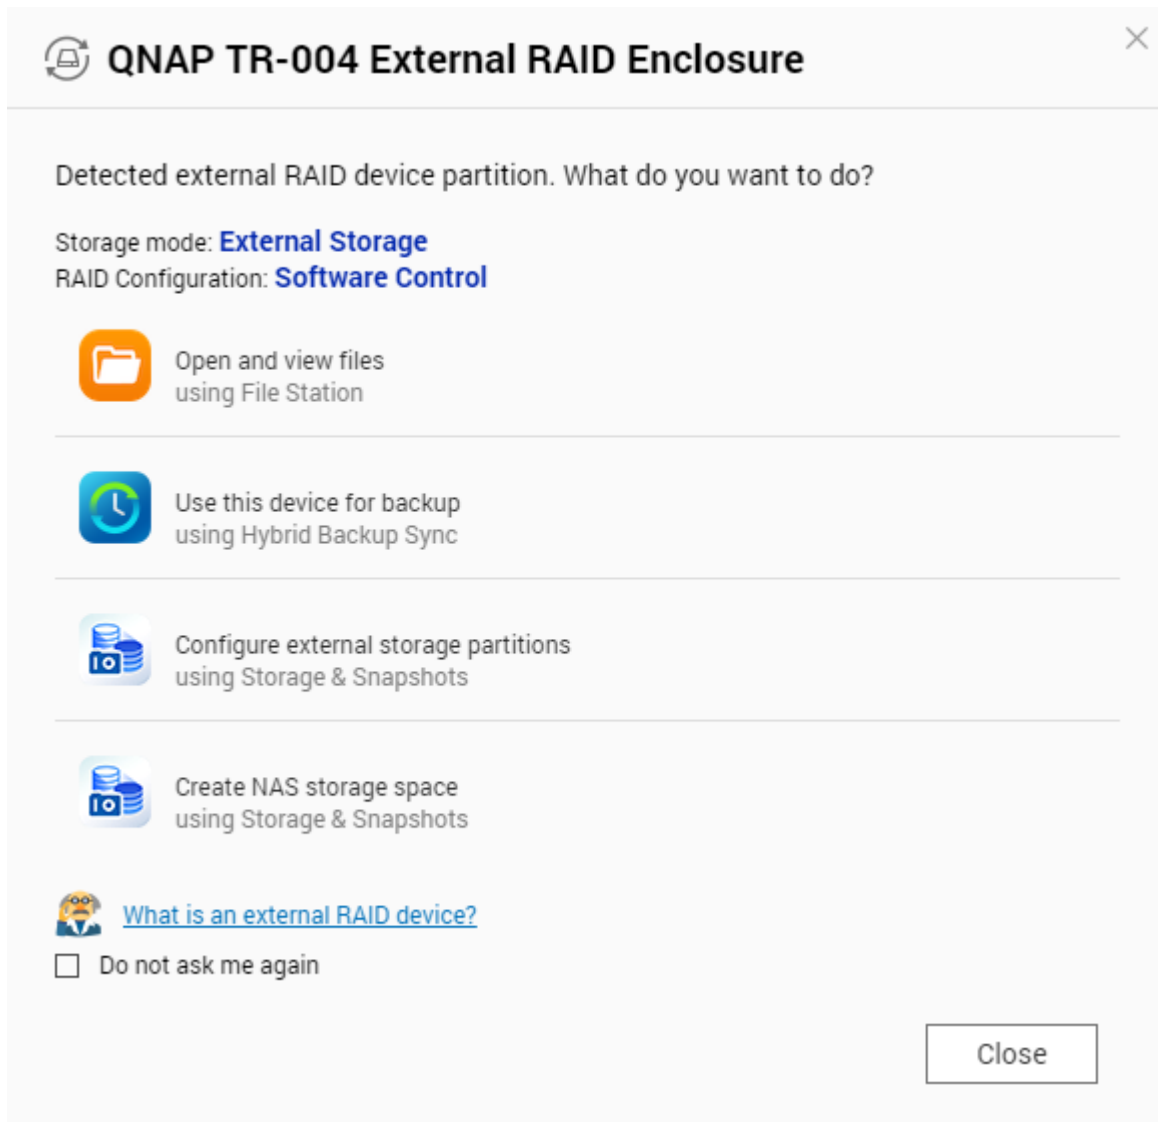 QNAP TR-004 External RAID Enclosure
Detected external RAID device partition. What do you want to do?
Storage mode: External Storage
RAID Configuration: Software Control
Open and view files
using File Station
Use this device for backup
using Hybrid Backup Sync
Configure external storage partitions
using Storage & Snapshots
Create NAS storage space
using Storage & Snapshots
What is an external RAID device?
Do not ask me again
Close